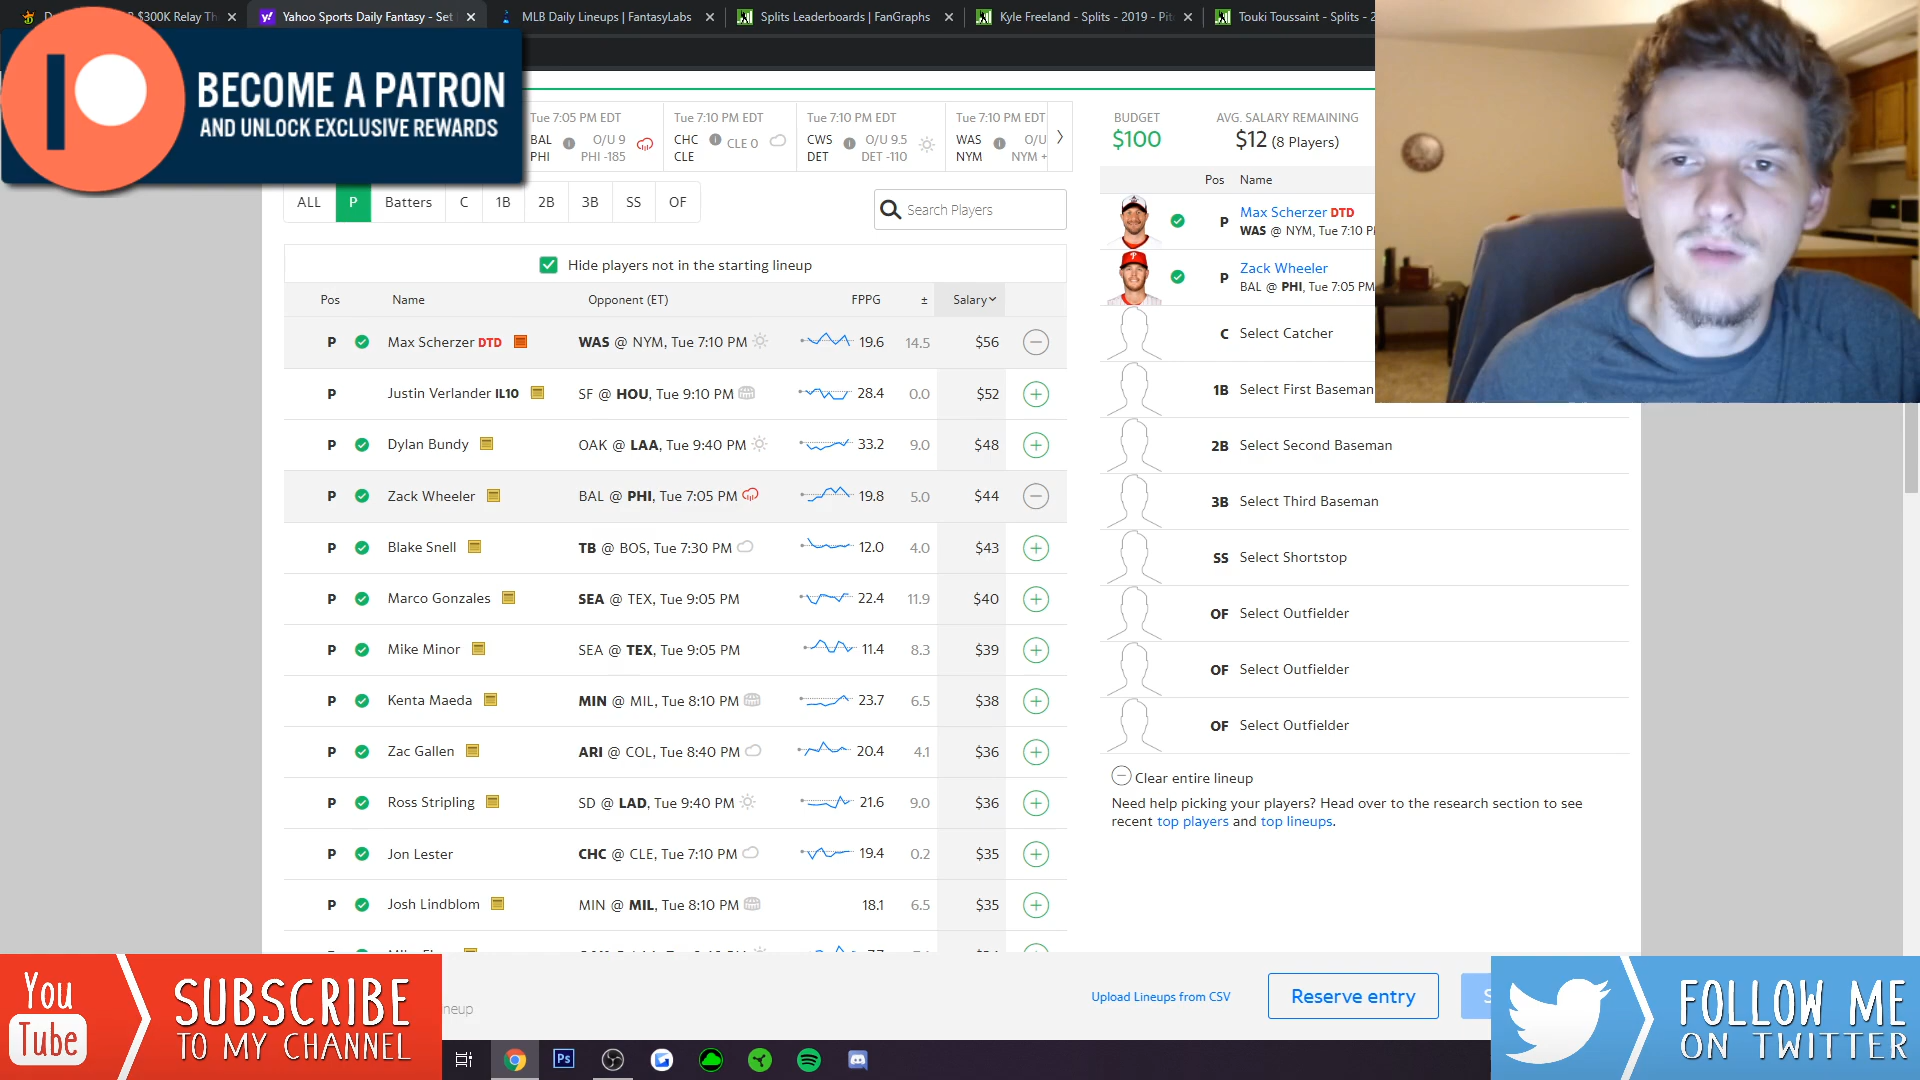 $300K Relay Th
Yahoo Sports Daily Fantasy - Set
MLB Daily Lineups | FantasyLabs
Splits Leaderboards | FanGraphs
Kyle Freeland - Splits - 2019 - Pit
Touki Toussaint - Splits - 2
BECOME A PATRON
AND UNLOCK EXCLUSIVE REWARDS
Tue 7:05 PM EDT
BAL O/U 9
PHI PHI -185
Tue 7:10 PM EDT
CHC CLE 0
CLE
Tue 7:10 PM EDT
CWS O/U 9.5
DET DET -110
Tue 7:10 PM EDT
WAS O/U
NYM NYM +
BUDGET
$100
AVG. SALARY REMAINING
$12 (8 Players)
ALL P Batters C 1B 2B 3B SS OF
Search Players
Hide players not in the starting lineup
Pos Name Opponent (ET) FPPG ± Salary
P Max Scherzer DTD WAS @ NYM, Tue 7:10 PM 19.6 14.5 $56
P Justin Verlander IL10 SF @ HOU, Tue 9:10 PM 28.4 0.0 $52
P Dylan Bundy OAK @ LAA, Tue 9:40 PM 33.2 9.0 $48
P Zack Wheeler BAL @ PHI, Tue 7:05 PM 19.8 5.0 $44
P Blake Snell TB @ BOS, Tue 7:30 PM 12.0 4.0 $43
P Marco Gonzales SEA @ TEX, Tue 9:05 PM 22.4 11.9 $40
P Mike Minor SEA @ TEX, Tue 9:05 PM 11.4 8.3 $39
P Kenta Maeda MIN @ MIL, Tue 8:10 PM 23.7 6.5 $38
P Zac Gallen ARI @ COL, Tue 8:40 PM 20.4 4.1 $36
P Ross Stripling SD @ LAD, Tue 9:40 PM 21.6 9.0 $36
P Jon Lester CHC @ CLE, Tue 7:10 PM 19.4 0.2 $35
P Josh Lindblom MIN @ MIL, Tue 8:10 PM 18.1 6.5 $35
Pos Name
P Max Scherzer DTD
WAS @ NYM, Tue 7:10 P
P Zack Wheeler
BAL @ PHI, Tue 7:05 PM
C Select Catcher
1B Select First Baseman
2B Select Second Baseman
3B Select Third Baseman
SS Select Shortstop
OF Select Outfielder
OF Select Outfielder
OF Select Outfielder
Clear entire lineup
Need help picking your players? Head over to the research section to see
recent top players and top lineups.
Upload Lineups from CSV
Reserve entry
S
neup
You
Tube
SUBSCRIBE
TO MY CHANNEL
Ps
FOLLOW ME
ON TWITTER